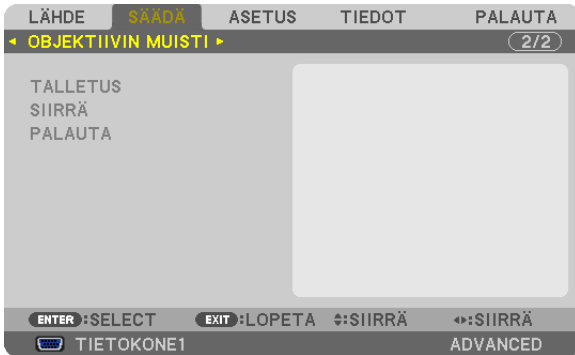 LÄHDE SÄÄDÄ ASETUS TIEDOT PALAUTA
OBJEKTIIVIN MUISTI 2/2
TALLETUS
SIIRRÄ
PALAUTA
ENTER :SELECT EXIT :LOPETA :SIIRRÄ :SIIRRÄ
TIETOKONE1 ADVANCED